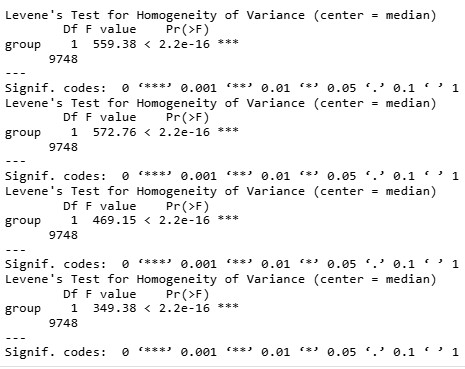 Levene's Test for Homogeneity of Variance (center = median)
        Df F value    Pr(>F)
group    1  559.38 < 2.2e-16 ***
      9748
---
Signif. codes:  0 ‘***’ 0.001 ‘**’ 0.01 ‘*’ 0.05 ‘.’ 0.1 ‘ ’ 1
Levene's Test for Homogeneity of Variance (center = median)
        Df F value    Pr(>F)
group    1  572.76 < 2.2e-16 ***
      9748
---
Signif. codes:  0 ‘***’ 0.001 ‘**’ 0.01 ‘*’ 0.05 ‘.’ 0.1 ‘ ’ 1
Levene's Test for Homogeneity of Variance (center = median)
        Df F value    Pr(>F)
group    1  469.15 < 2.2e-16 ***
      9748
---
Signif. codes:  0 ‘***’ 0.001 ‘**’ 0.01 ‘*’ 0.05 ‘.’ 0.1 ‘ ’ 1
Levene's Test for Homogeneity of Variance (center = median)
        Df F value    Pr(>F)
group    1  349.38 < 2.2e-16 ***
      9748
---
Signif. codes:  0 ‘***’ 0.001 ‘**’ 0.01 ‘*’ 0.05 ‘.’ 0.1 ‘ ’ 1